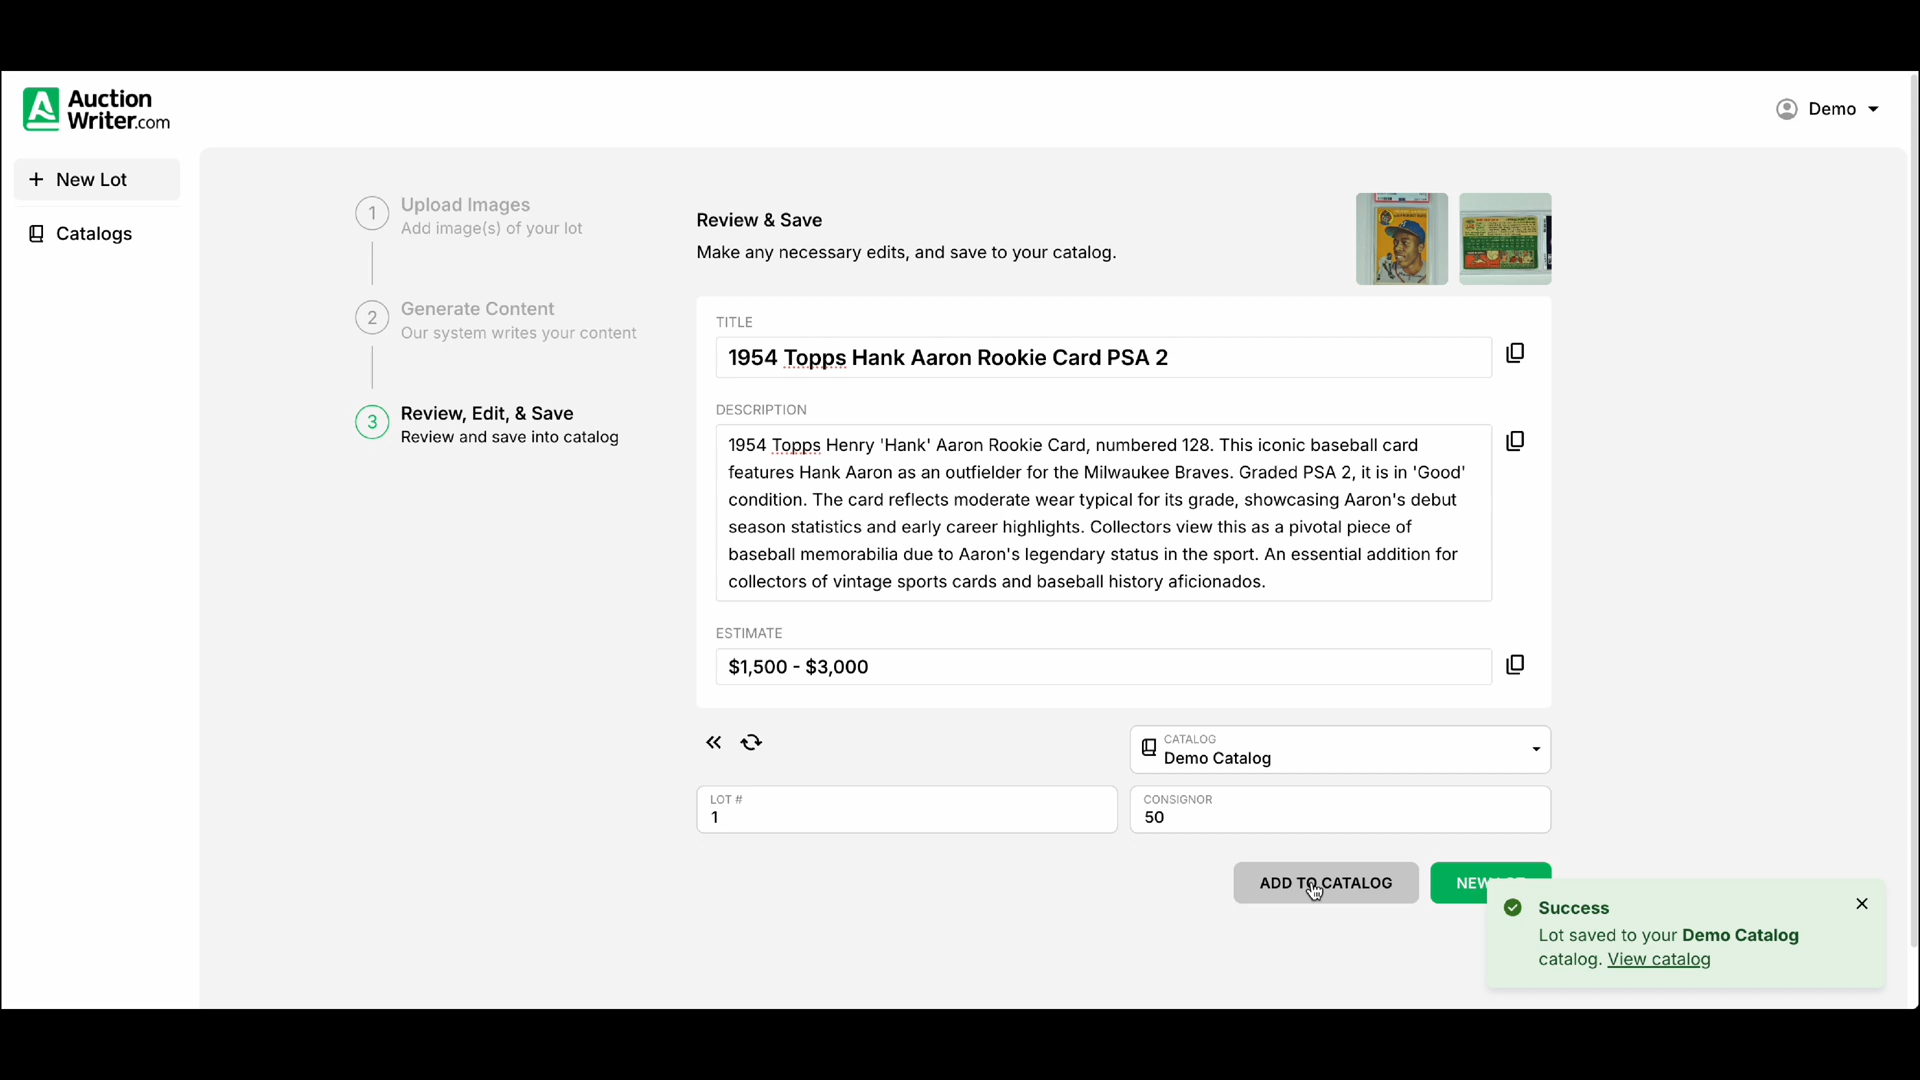 Auction
Writer.com
Demo
New Lot
Catalogs
1
Upload Images
Add image(s) of your lot
2
Generate Content
Our system writes your content
3
Review, Edit, & Save
Review and save into catalog
Review & Save
Make any necessary edits, and save to your catalog.
TITLE
1954 Topps Hank Aaron Rookie Card PSA 2
DESCRIPTION
1954 Topps Henry 'Hank' Aaron Rookie Card, numbered 128. This iconic baseball card
features Hank Aaron as an outfielder for the Milwaukee Braves. Graded PSA 2, it is in 'Good'
condition. The card reflects moderate wear typical for its grade, showcasing Aaron's debut
season statistics and early career highlights. Collectors view this as a pivotal piece of
baseball memorabilia due to Aaron's legendary status in the sport. An essential addition for
collectors of vintage sports cards and baseball history aficionados.
ESTIMATE
$1,500 - $3,000
CATALOG
Demo Catalog
LOT #
1
CONSIGNOR
50
ADD TO CATALOG
NEW
Success
Lot saved to your Demo Catalog
catalog. View catalog